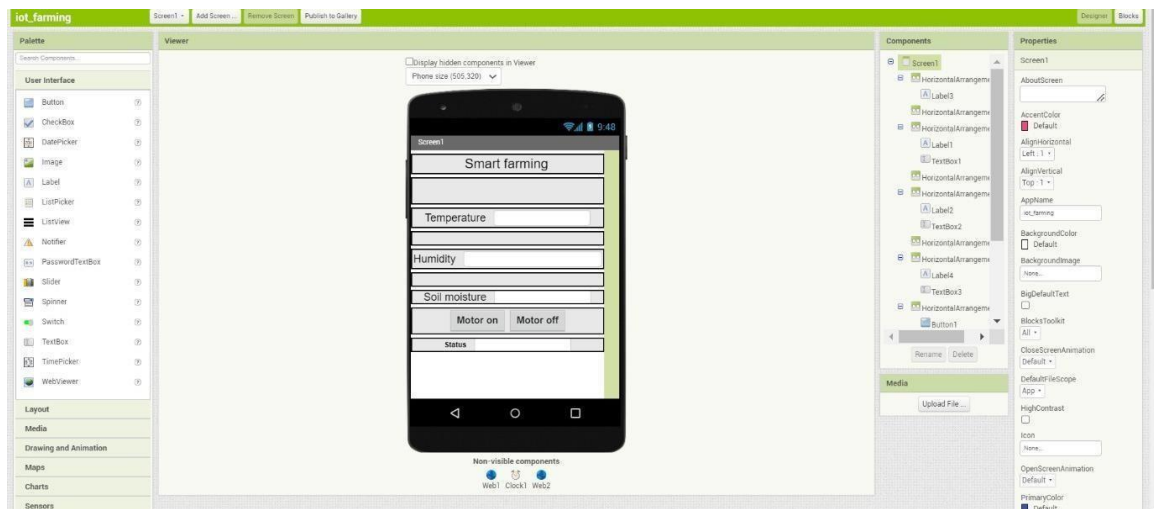 iot_farming
Screen1 Add Screen ... Remove Screen Publish to Gallery
Designer Blocks
Palette
Search Components...
User Interface
Button
CheckBox
DatePicker
Image
Label
ListPicker
ListView
Notifier
PasswordTextBox
Slider
Spinner
Switch
TextBox
TimePicker
WebViewer
Layout
Media
Drawing and Animation
Maps
Charts
Sensors
Viewer
Display hidden components in Viewer
Phone size (505,320)
9:48
Screen1
Smart farming
Temperature
Humidity
Soil moisture
Motor on Motor off
Status
Non-visible components
Web1 Clock1 Web2
Components
Screen1
HorizontalArrangeme
Label3
HorizontalArrangeme
HorizontalArrangeme
Label1
TextBox1
HorizontalArrangeme
HorizontalArrangeme
Label2
TextBox2
HorizontalArrangeme
HorizontalArrangeme
Label4
TextBox3
HorizontalArrangeme
Button1
Rename Delete
Media
Upload File ...
Properties
Screen1
AboutScreen
AccentColor
Default
AlignHorizontal
Left : 1
AlignVertical
Top : 1
AppName
iot_farming
BackgroundColor
Default
BackgroundImage
None...
BigDefaultText
BlocksToolkit
All
CloseScreenAnimation
Default
DefaultFileScope
App
HighContrast
Icon
None...
OpenScreenAnimation
Default
PrimaryColor
Default